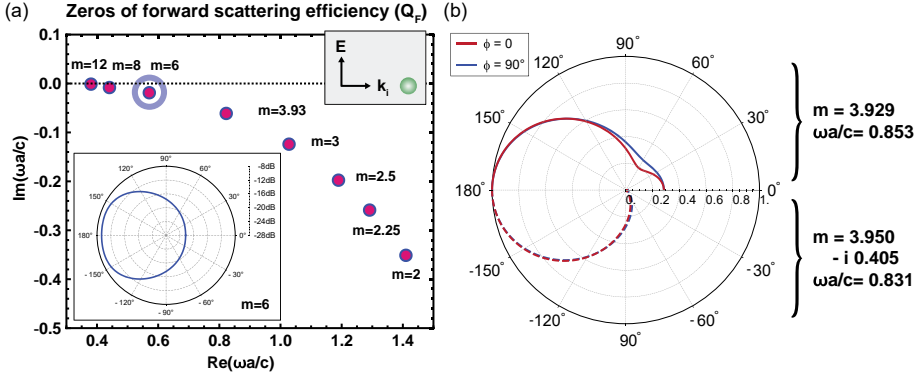 (a)
Zeros of forward scattering efficiency (Q_F)
Im(ωa/c)
0.1
0.0
-0.1
-0.2
-0.3
-0.4
-0.5
m=12
m=8
m=6
m=3.93
m=3
m=2.5
m=2.25
m=2
E
k_i
90°
120°
60°
150°
30°
180°
0°
-150°
-30°
-120°
-60°
-90°
-8dB
-12dB
-16dB
-20dB
-24dB
-28dB
m=6
0.4
0.6
0.8
1.0
1.2
1.4
Re(ωa/c)
(b)
ϕ = 0
ϕ = 90°
90°
120°
60°
150°
30°
180°
0°
0.
0.2
0.4
0.6
0.8
1.
-150°
-30°
-120°
-60°
90°
m = 3.929
ωa/c= 0.853
m = 3.950
- i 0.405
ωa/c= 0.831